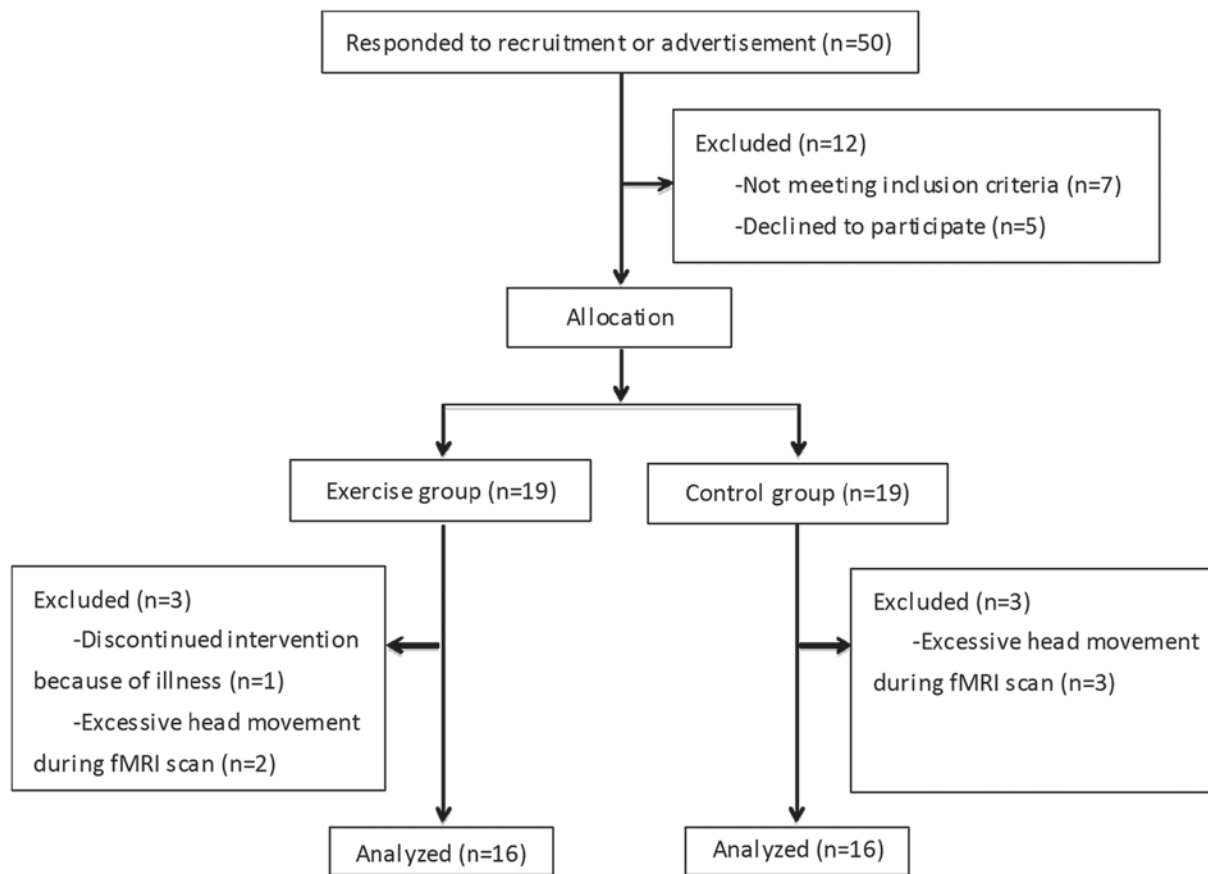 Responded to recruitment or advertisement (n=50)
Excluded (n=12)
-Not meeting inclusion criteria (n=7)
-Declined to participate (n=5)
Allocation
Exercise group (n=19)
Control group (n=19)
Excluded (n=3)
-Discontinued intervention
because of illness (n=1)
-Excessive head movement
during fMRI scan (n=2)
Excluded (n=3)
-Excessive head movement
during fMRI scan (n=3)
Analyzed (n=16)
Analyzed (n=16)